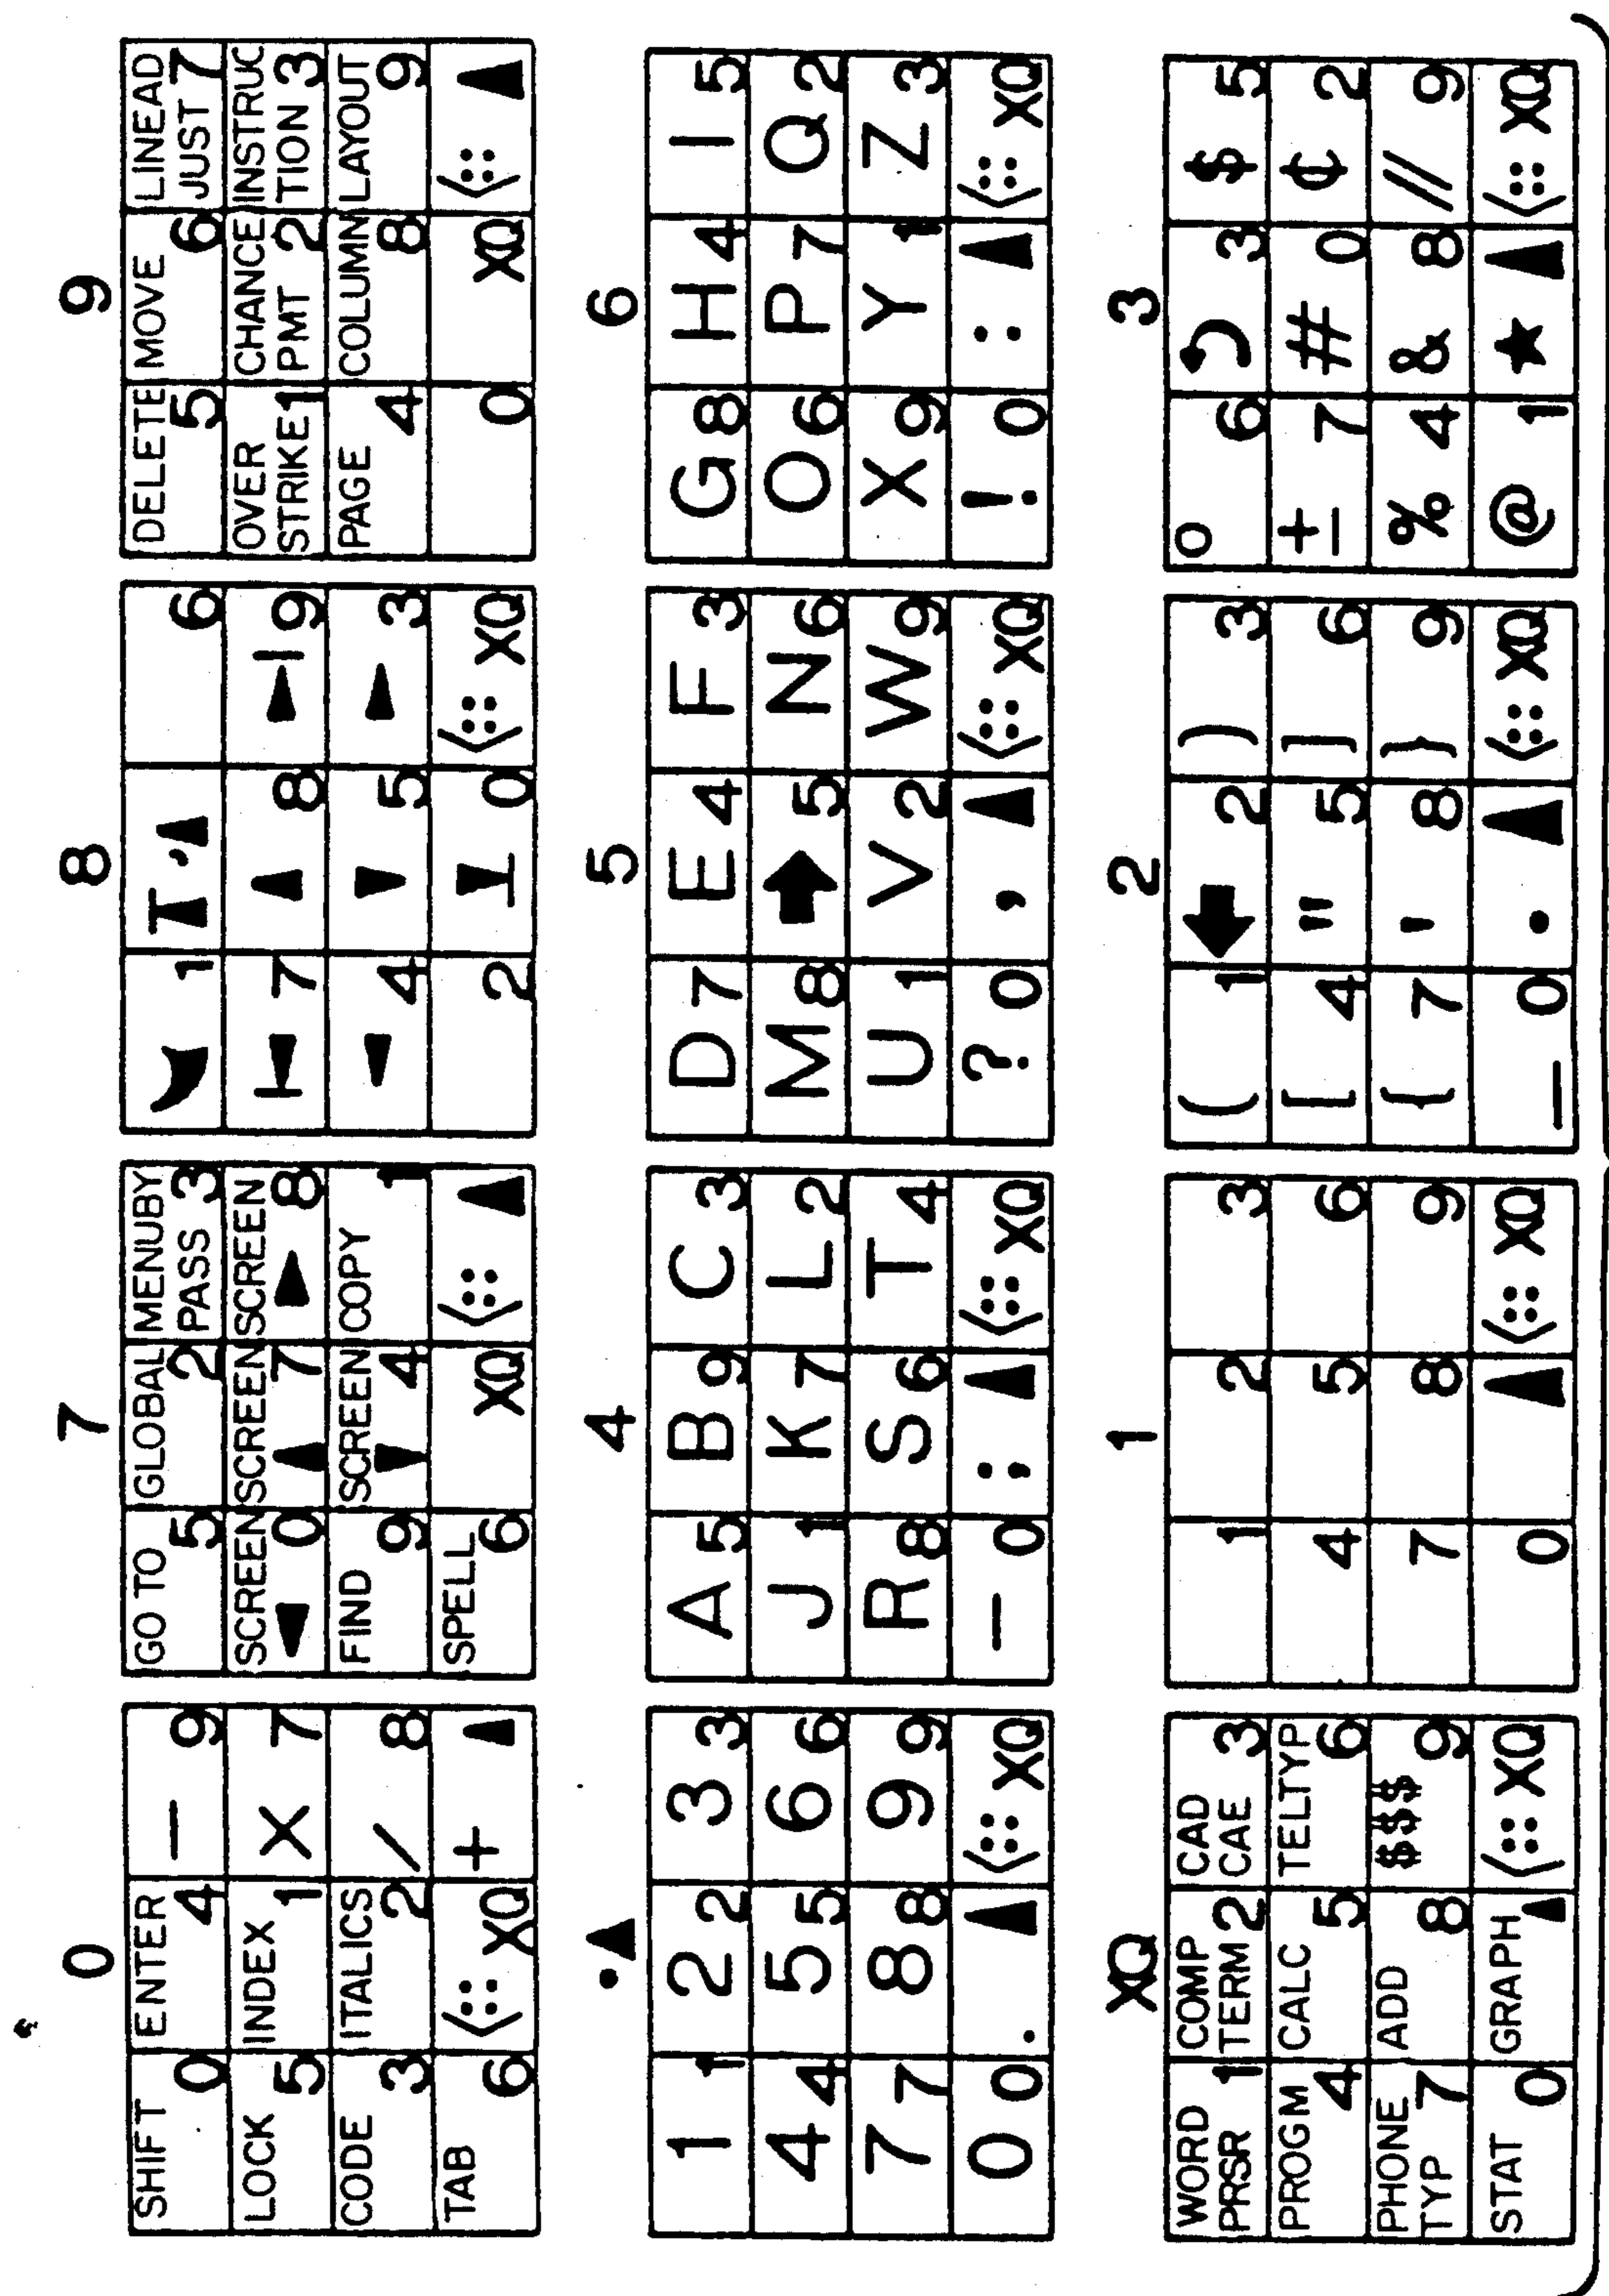 0
SHIFT 0 ENTER 4 — 9
LOCK 5 INDEX 1 × 7
CODE 3 ITALICS 2 / 8
TAB 6 XQ + ▲
7
GO TO 5 GLOBAL 2 MENUBY
PASS 3
SCREEN ◀ 0 SCREEN ▲ 7 SCREEN ▶ 8
FIND 9 SCREEN ▼ 4 COPY 1
SPELL 6 XQ ▲
8
1
6
7 8 9
4 5 3
2 0 XQ
9
DELETE 5 MOVE 6 LINEAD
JUST 7
OVER CHANCE INSTRUC
STRIKE 1 PMT 2 TION 3
PAGE 4 COLUMN 8 LAYOUT 9
0 XQ ▲
•▲
1 1 2 2 3 3
4 4 5 5 6 6
7 7 8 8 9 9
0 0 . ▲ XQ
4
A 5 B 9 C 3
J 1 K 7 L 2
R 8 S 6 T 4
– 0 ; ▲ XQ
5
D 7 E 4 F 3
M 8 ➡ 5 N 6
U 1 V 2 W 9
? 0 , ▲ XQ
6
G 8 H 4 I 5
O 6 P 7 Q 2
X 9 Y 1 Z 3
! 0 : ▲ XQ
XQ
WORD COMP CAD
PRSR 1 TERM 2 CAE 3
PROGM 4 CALC 5 TELTYP 6
PHONE ADD 8 $$$ 9
TYP 7
STAT 0 GRAPH ▲ XQ
1
1 2 3
4 5 6
7 8 9
0 ▲ XQ
2
( 1 ⬅ 2 ) 3
[ 4 " 5 ] 6
{ 7 ' 8 } 9
_ 0 • ▲ XQ
3
° 6 3 $ 5
± 7 # 0 ¢ 2
% 4 & 8 // 9
@ 1 ★ ▲ XQ